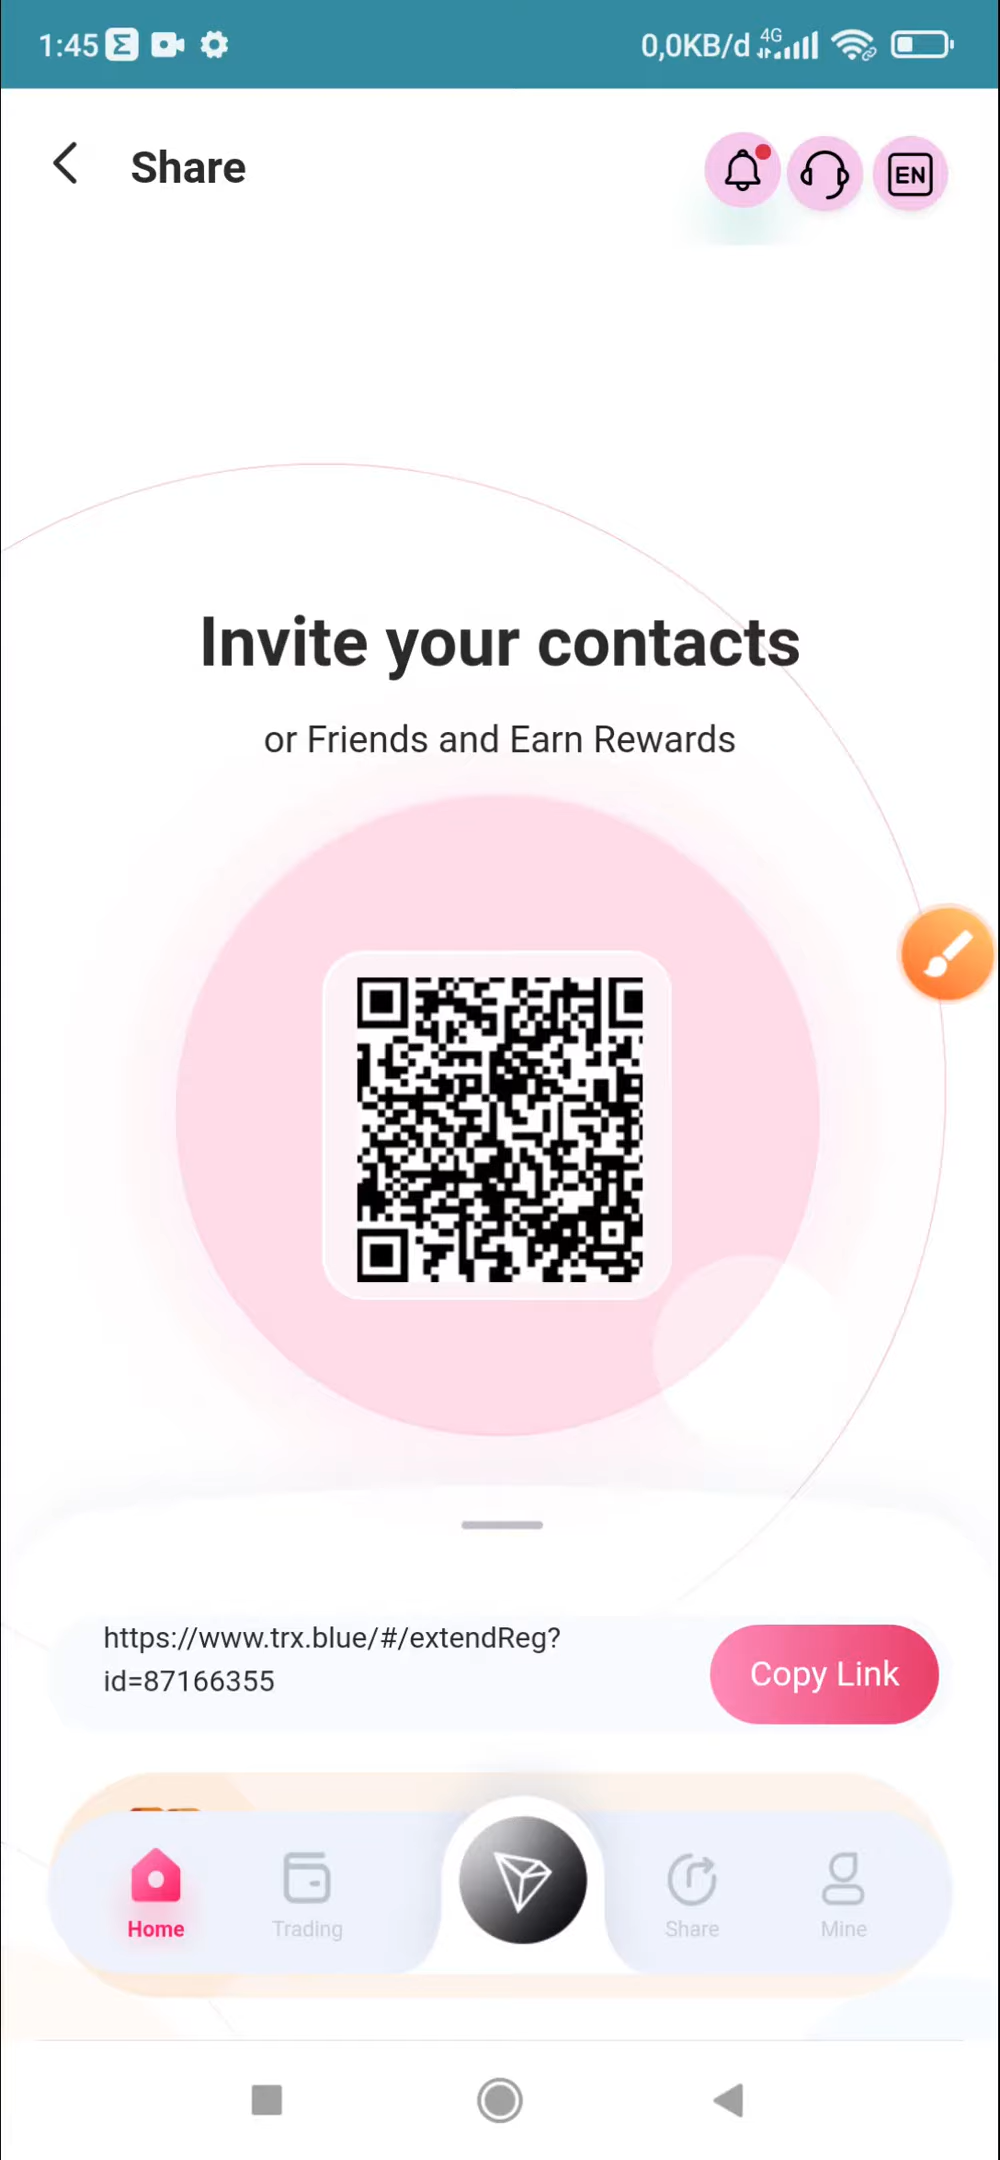 1:45 0,0KB/d 4G
Share
EN
Invite your contacts
or Friends and Earn Rewards
https://www.trx.blue/#/extendReg?
id=87166355
Copy Link
Home Trading Share Mine